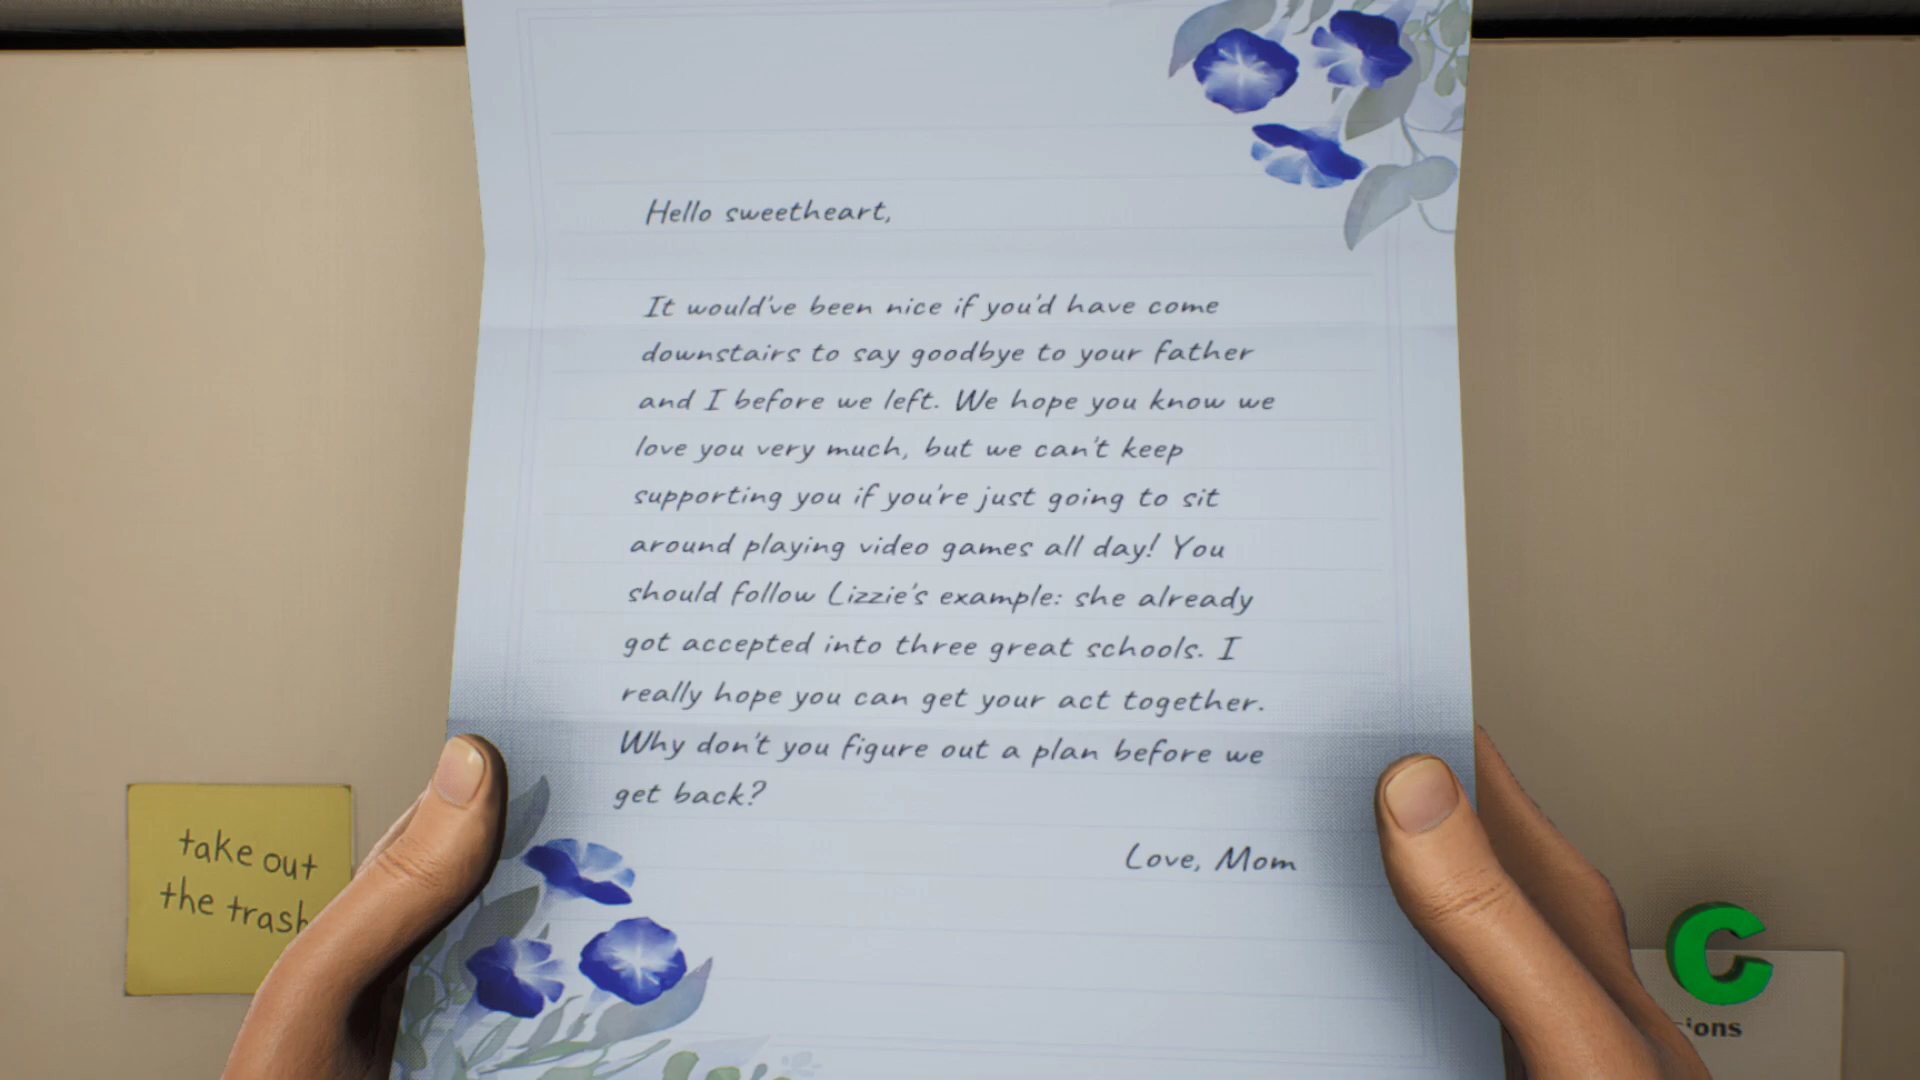 Hello sweetheart,
It would've been nice if you'd have come
downstairs to say goodbye to your father
and I before we left. We hope you know we
love you very much, but we can't keep
supporting you if you're just going to sit
around playing video games all day! You
should follow Lizzie's example: she already
got accepted into three great schools. I
really hope you can get your act together.
Why don't you figure out a plan before we
get back?
Love, Mom
take out
the trash
C